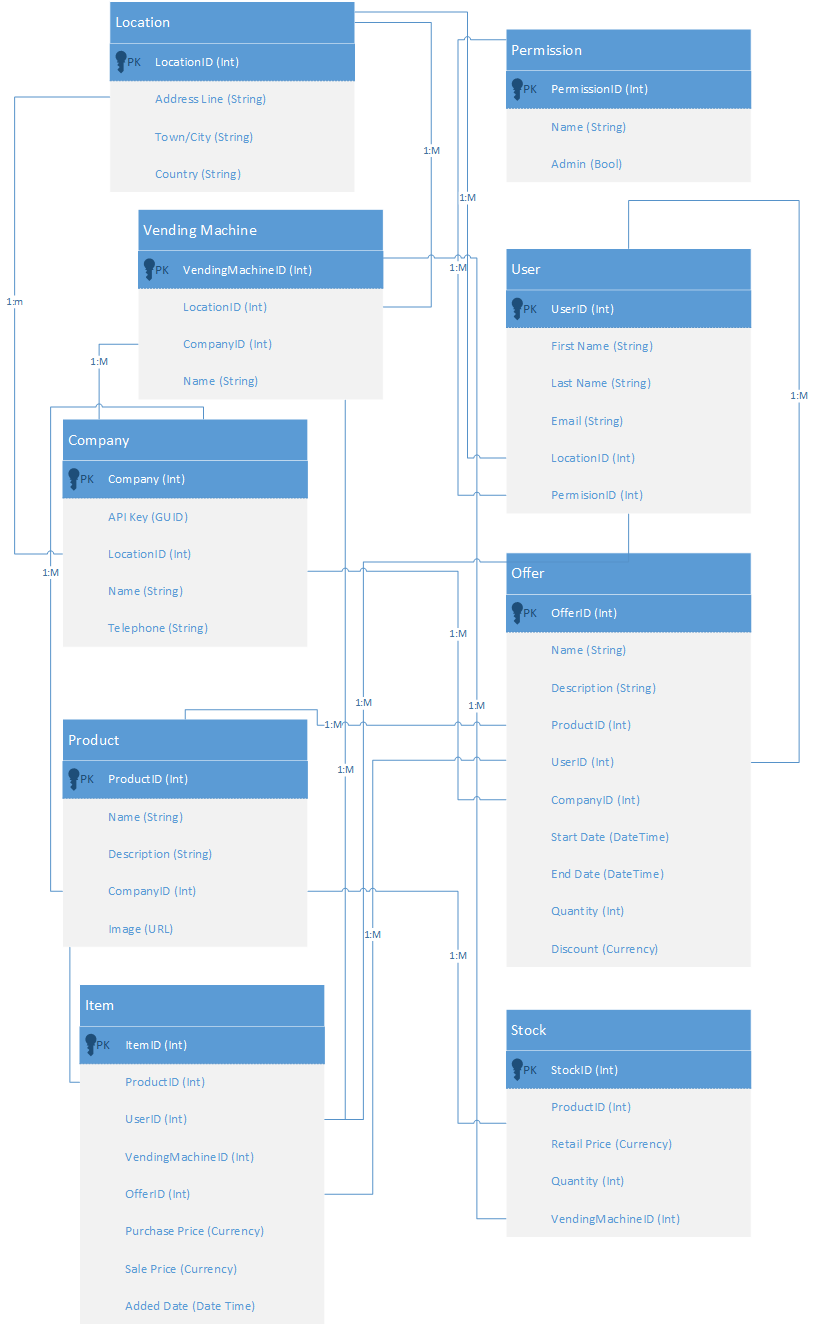 Location
PK LocationID (Int)
Address Line (String)
Town/City (String)
Country (String)
1:M
1:M
Permission
PK PermissionID (Int)
Name (String)
Admin (Bool)
Vending Machine
PK VendingMachineID (Int)
LocationID (Int)
CompanyID (Int)
Name (String)
1:m
1:M
1:M
User
PK UserID (Int)
First Name (String)
Last Name (String)
Email (String)
LocationID (Int)
PermisionID (Int)
1:M
Company
PK Company (Int)
API Key (GUID)
LocationID (Int)
Name (String)
Telephone (String)
1:M
1:M
Offer
PK OfferID (Int)
Name (String)
Description (String)
ProductID (Int)
UserID (Int)
CompanyID (Int)
Start Date (DateTime)
End Date (DateTime)
Quantity (Int)
Discount (Currency)
1:M
1:M
1:M
1:M
Product
PK ProductID (Int)
Name (String)
Description (String)
CompanyID (Int)
Image (URL)
1:M
1:M
Item
PK ItemID (Int)
ProductID (Int)
UserID (Int)
VendingMachineID (Int)
OfferID (Int)
Purchase Price (Currency)
Sale Price (Currency)
Added Date (Date Time)
Stock
PK StockID (Int)
ProductID (Int)
Retail Price (Currency)
Quantity (Int)
VendingMachineID (Int)